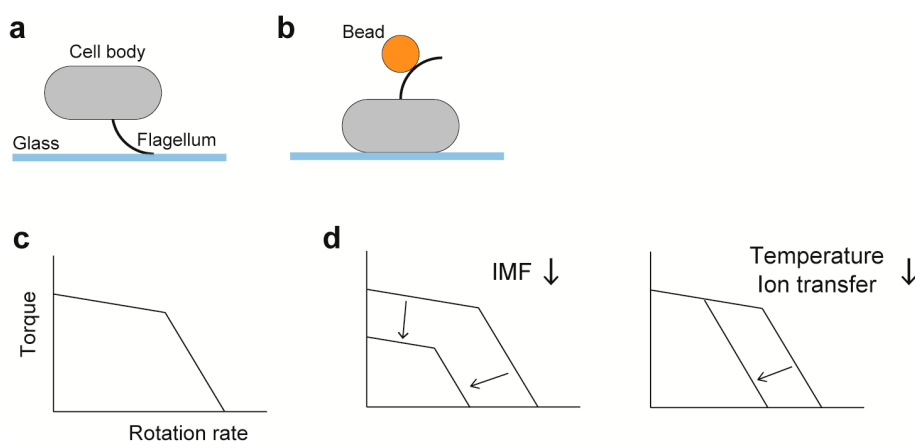 a
Cell body
Glass
Flagellum
b
Bead
c
Torque
Rotation rate
d
IMF ↓
Temperature
Ion transfer ↓